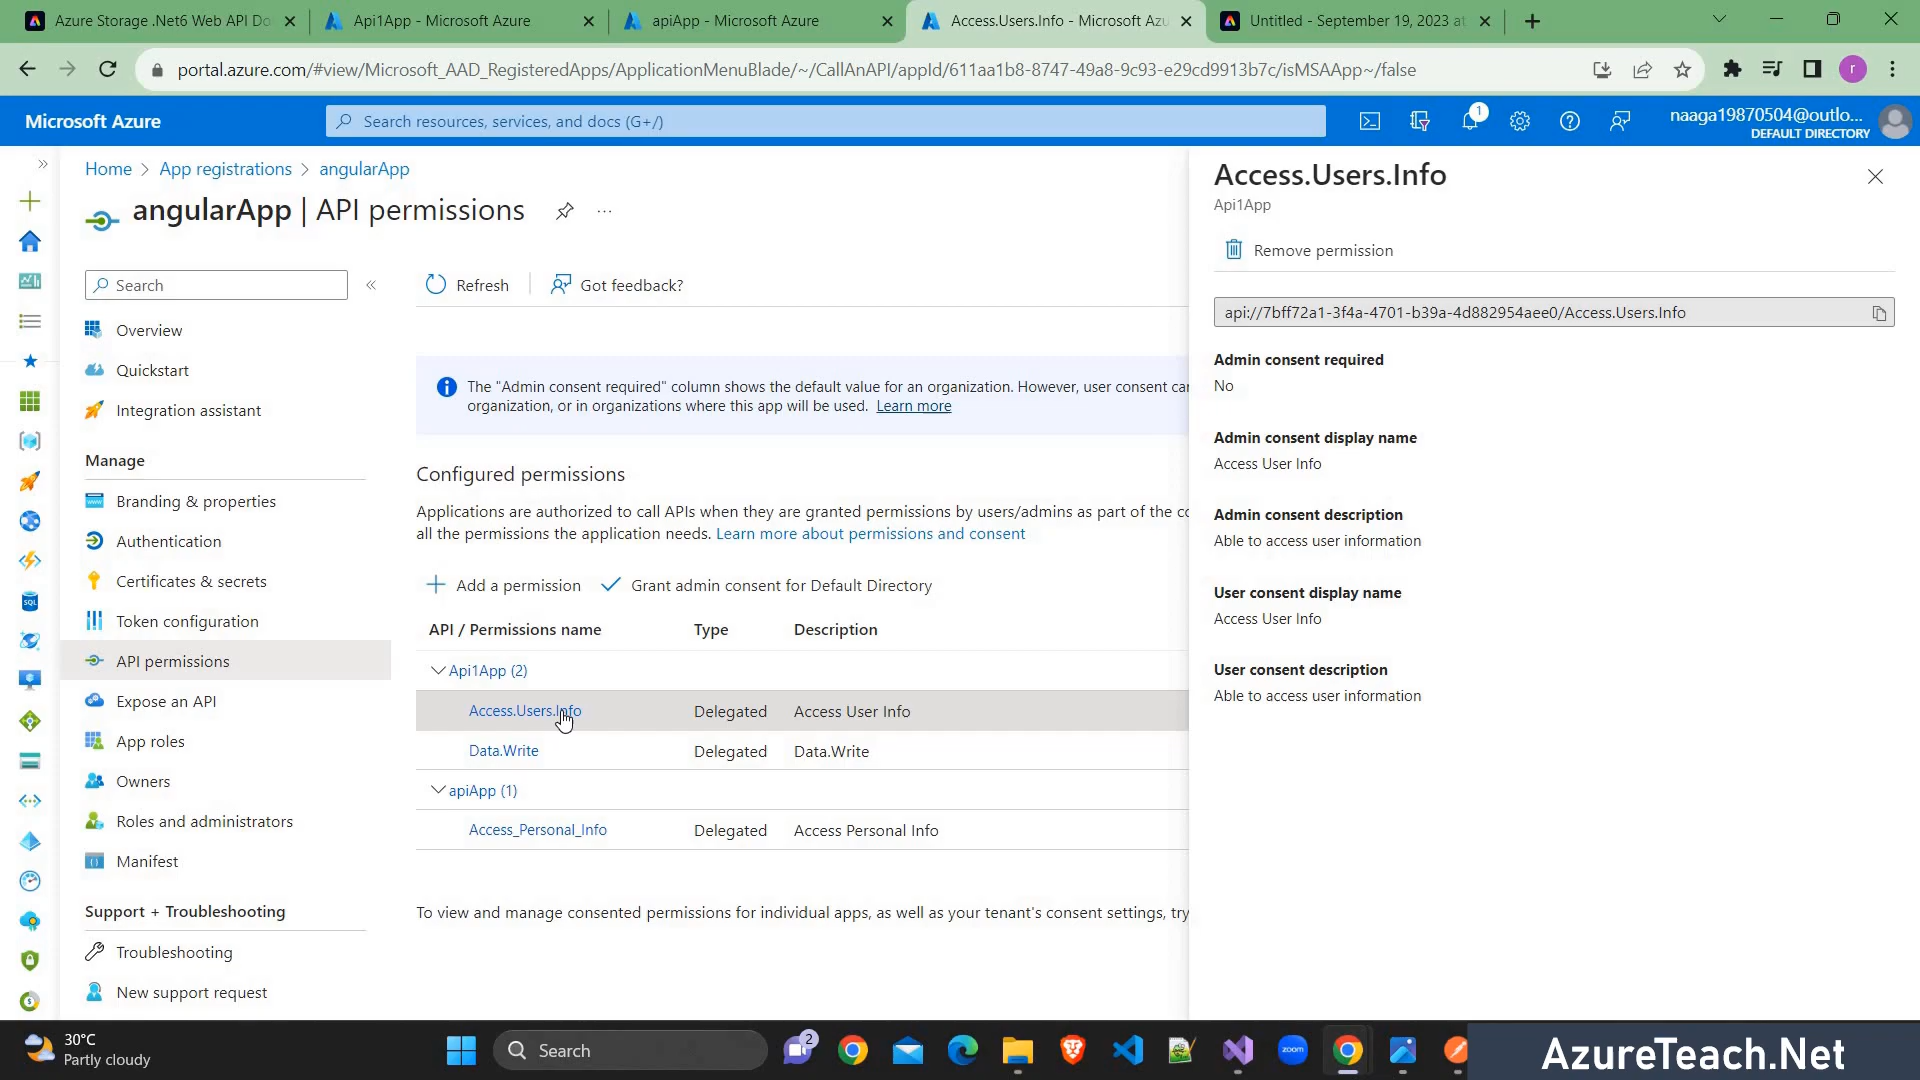 Azure Storage .Net6 Web API Do
Api1App - Microsoft Azure
apiApp - Microsoft Azure
Access.Users.Info - Microsoft Azu
Untitled - September 19, 2023 at
portal.azure.com/#view/Microsoft_AAD_RegisteredApps/ApplicationMenuBlade/~/CallAnAPI/appId/611aa1b8-8747-49a8-9c93-e29cd9913b7c/isMSAApp~/false
r
Microsoft Azure
Search resources, services, and docs (G+/)
1
naaga19870504@outlo...
DEFAULT DIRECTORY
Home > App registrations > angularApp
angularApp | API permissions
Search
Refresh
Got feedback?
Overview
Quickstart
Integration assistant
Manage
Branding & properties
Authentication
Certificates & secrets
Token configuration
API permissions
Expose an API
App roles
Owners
Roles and administrators
Manifest
Support + Troubleshooting
Troubleshooting
New support request
The "Admin consent required" column shows the default value for an organization. However, user consent ca
organization, or in organizations where this app will be used. Learn more
Configured permissions
Applications are authorized to call APIs when they are granted permissions by users/admins as part of the co
all the permissions the application needs. Learn more about permissions and consent
Add a permission
Grant admin consent for Default Directory
API / Permissions name Type Description
Api1App (2)
Access.Users.Info Delegated Access User Info
Data.Write Delegated Data.Write
apiApp (1)
Access_Personal_Info Delegated Access Personal Info
To view and manage consented permissions for individual apps, as well as your tenant's consent settings, try
Access.Users.Info
Api1App
Remove permission
api://7bff72a1-3f4a-4701-b39a-4d882954aee0/Access.Users.Info
Admin consent required
No
Admin consent display name
Access User Info
Admin consent description
Able to access user information
User consent display name
Access User Info
User consent description
Able to access user information
SQL
30°C
Partly cloudy
Search
2
zoom
AzureTeach.Net